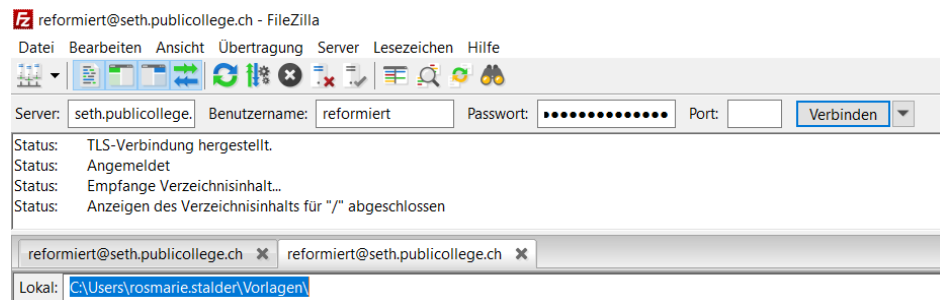 reformiert@seth.publicollege.ch - FileZilla
Datei Bearbeiten Ansicht Übertragung Server Lesezeichen Hilfe
Server: seth.publicollege. Benutzername: reformiert Passwort: ●●●●●●●●●●●●●● Port: Verbinden
Status: TLS-Verbindung hergestellt.
Status: Angemeldet
Status: Empfange Verzeichnisinhalt...
Status: Anzeigen des Verzeichnisinhalts für "/" abgeschlossen
reformiert@seth.publicollege.ch reformiert@seth.publicollege.ch
Lokal: C:\Users\rosmarie.stalder\Vorlagen\